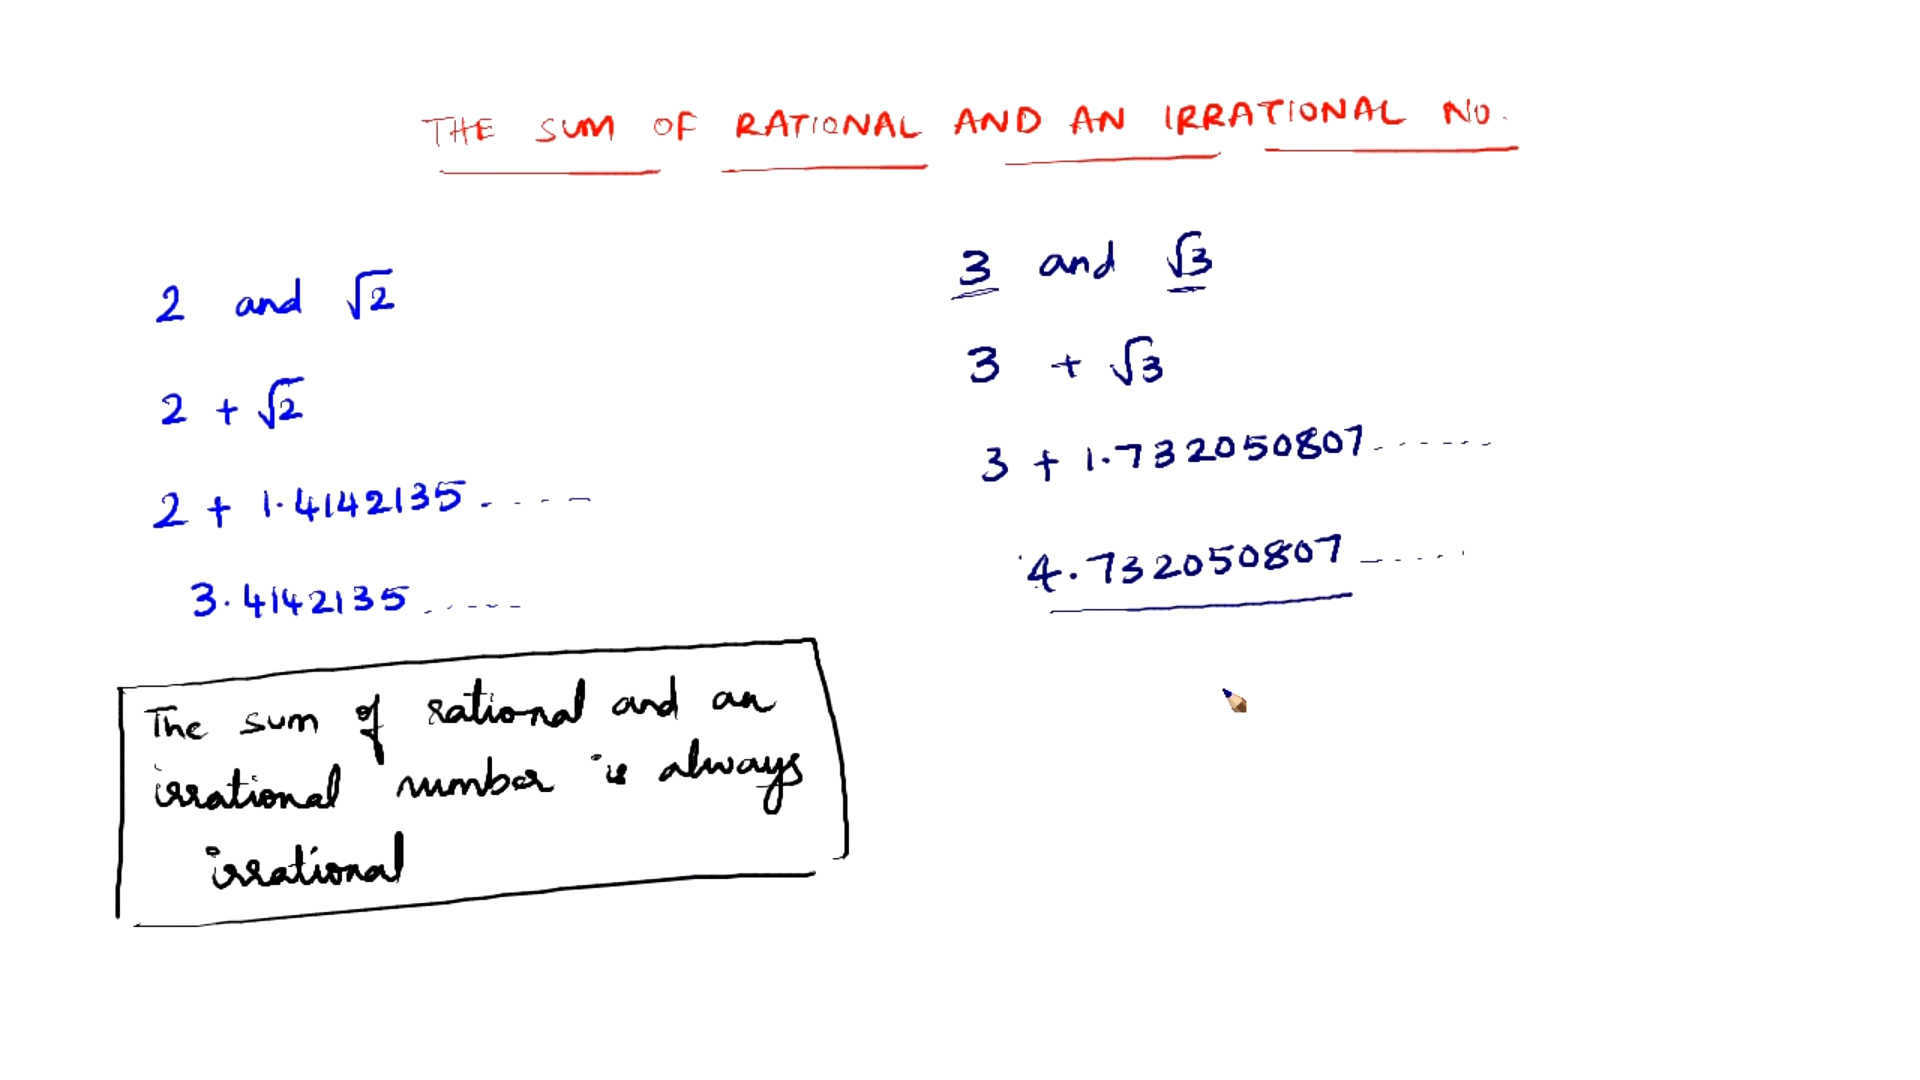 THE SUM OF RATIONAL AND AN IRRATIONAL NO.
2 and √2
2 + √2
2 + 1.4142135 .....
3.4142135 ......
The sum of rational and an
irrational number is always
irrational
3 and √3
3 + √3
3 + 1.732050807 .......
4.732050807 ......